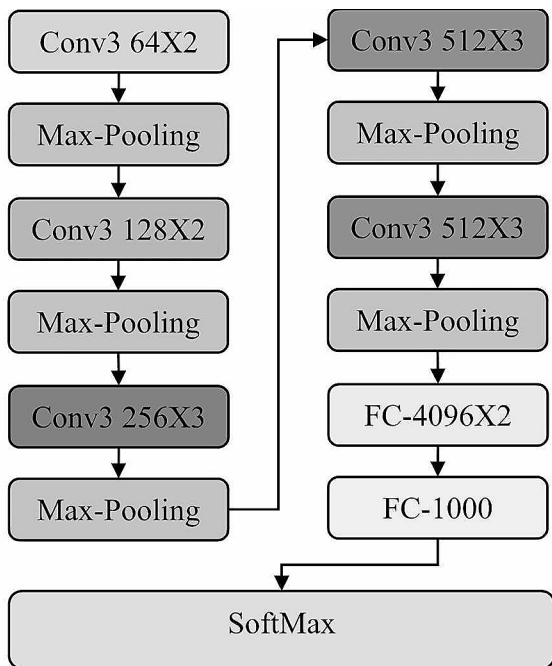 Conv3 64X2
Max-Pooling
Conv3 128X2
Max-Pooling
Conv3 256X3
Max-Pooling
Conv3 512X3
Max-Pooling
Conv3 512X3
Max-Pooling
FC-4096X2
FC-1000
SoftMax